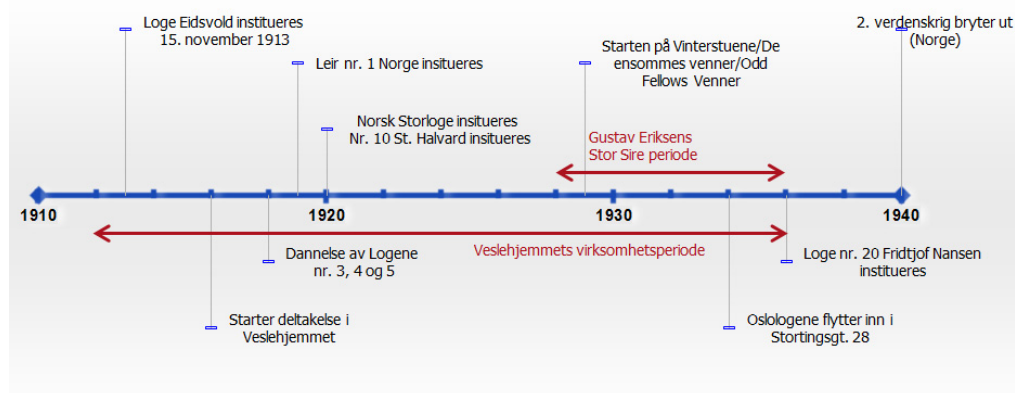 Loge Eidsvold institueres
15. november 1913
2. verdenskrig bryter ut
(Norge)
Starten på Vinterstuene/De
ensommes venner/Odd
Fellows Venner
Leir nr. 1 Norge insitueres
Norsk Storloge insitueres
Nr. 10 St. Halvard insitueres
Gustav Eriksens
Stor Sire periode
1910
1920
1930
1940
Veslehjemmets virksomhetsperiode
Dannelse av Logene
nr. 3, 4 og 5
Loge nr. 20 Fridtjof Nansen
institueres
Starter deltakelse i
Veslehjemmet
Oslologene flytter inn i
Stortingsgt. 28